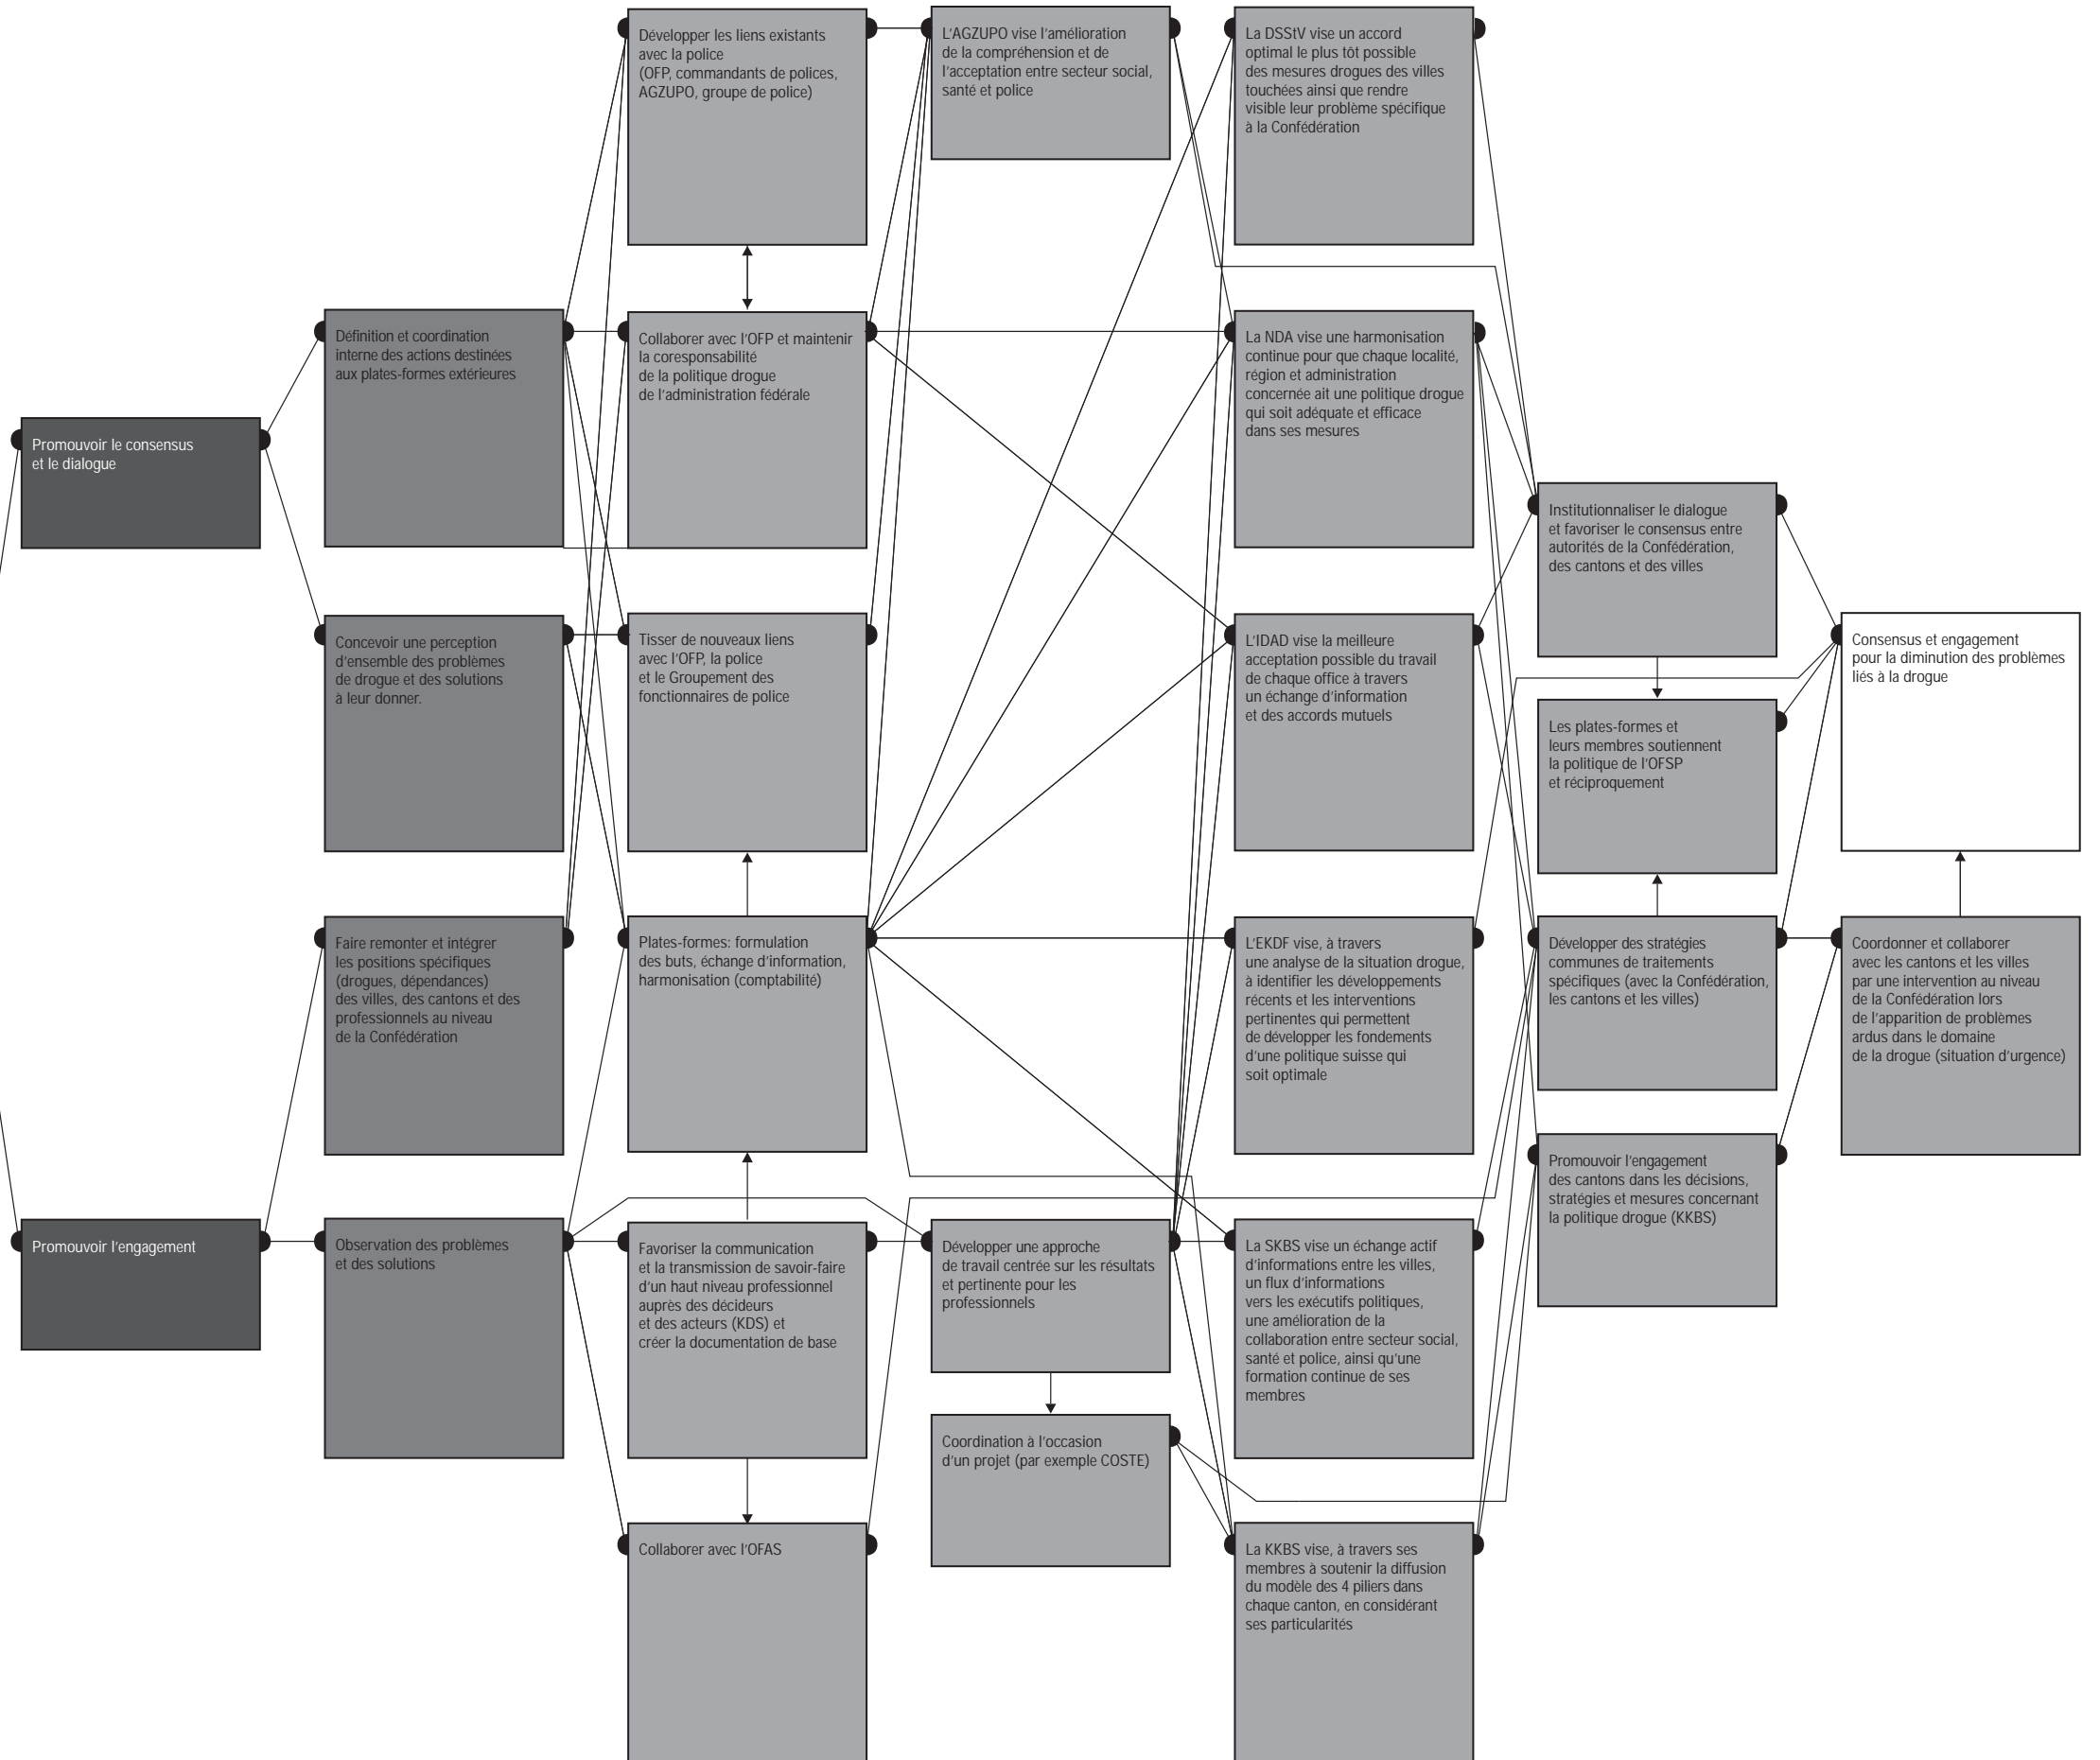 Promouvoir le consensus
et le dialogue
Promouvoir l'engagement
Définition et coordination
interne des actions destinées
aux plates-formes extérieures
Concevoir une perception
d'ensemble des problèmes
de drogue et des solutions
à leur donner.
Faire remonter et intégrer
les positions spécifiques
(drogues, dépendances)
des villes, des cantons et des
professionnels au niveau
de la Confédération
Observation des problèmes
et des solutions
Développer les liens existants
avec la police
(OFP, commandants de polices,
AGZUPO, groupe de police)
Collaborer avec l'OFP et maintenir
la coresponsabilité
de la politique drogue
de l'administration fédérale
Tisser de nouveaux liens
avec l'OFP, la police
et le Groupement des
fonctionnaires de police
Plates-formes: formulation
des buts, échange d'information,
harmonisation (comptabilité)
Favoriser la communication
et la transmission de savoir-faire
d'un haut niveau professionnel
auprès des décideurs
et des acteurs (KDS) et
créer la documentation de base
Collaborer avec l'OFAS
L'AGZUPO vise l'amélioration
de la compréhension et de
l'acceptation entre secteur social,
santé et police
Développer une approche
de travail centrée sur les résultats
et pertinente pour les
professionnels
Coordination à l'occasion
d'un projet (par exemple COSTE)
La DSStV vise un accord
optimal le plus tôt possible
des mesures drogues des villes
touchées ainsi que rendre
visible leur problème spécifique
à la Confédération
La NDA vise une harmonisation
continue pour que chaque localité,
région et administration
concernée ait une politique drogue
qui soit adéquate et efficace
dans ses mesures
L'IDAD vise la meilleure
acceptation possible du travail
de chaque office à travers
un échange d'information
et des accords mutuels
L'EKDF vise, à travers
une analyse de la situation drogue,
à identifier les développements
récents et les interventions
pertinentes qui permettent
de développer les fondements
d'une politique suisse qui
soit optimale
La SKBS vise un échange actif
d'informations entre les villes,
un flux d'informations
vers les exécutifs politiques,
une amélioration de la
collaboration entre secteur social,
santé et police, ainsi qu'une
formation continue de ses
membres
La KKBS vise, à travers ses
membres à soutenir la diffusion
du modèle des 4 piliers dans
chaque canton, en considérant
ses particularités
Institutionnaliser le dialogue
et favoriser le consensus entre
autorités de la Confédération,
des cantons et des villes
Les plates-formes et
leurs membres soutiennent
la politique de l'OFSP
et réciproquement
Développer des stratégies
communes de traitements
spécifiques (avec la Confédération,
les cantons et les villes)
Promouvoir l'engagement
des cantons dans les décisions,
stratégies et mesures concernant
la politique drogue (KKBS)
Consensus et engagement
pour la diminution des problèmes
liés à la drogue
Coordonner et collaborer
avec les cantons et les villes
par une intervention au niveau
de la Confédération lors
de l'apparition de problèmes
ardus dans le domaine
de la drogue (situation d'urgence)